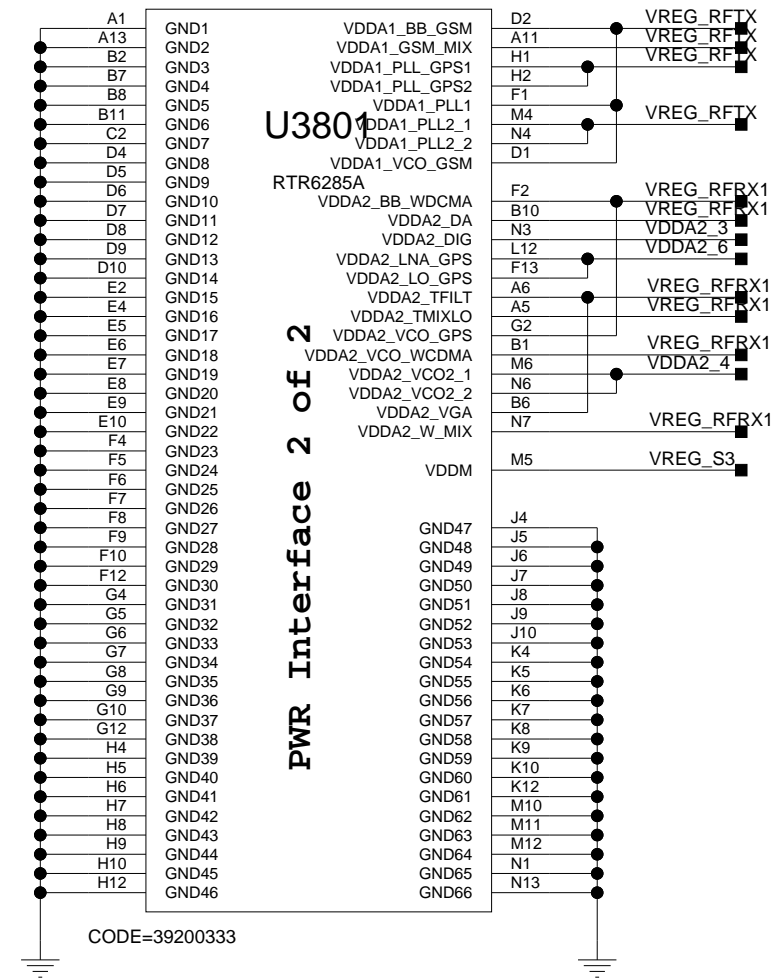 A1 GND1 VDDA1_BB_GSM D2 VREG_RFTX
A13 GND2 VDDA1_GSM_MIX A11 VREG_RFTX
B2 GND3 VDDA1_PLL_GPS1 H1 VREG_RFTX
B7 GND4 VDDA1_PLL_GPS2 H2
B8 GND5 VDDA1_PLL1 F1
B11 GND6 U3801 VDDA1_PLL2_1 M4 VREG_RFTX
C2 GND7 VDDA1_PLL2_2 N4
D4 GND8 VDDA1_VCO_GSM D1
D5 GND9 RTR6285A
D6 GND10 VDDA2_BB_WDCMA F2 VREG_RFRX1
D7 GND11 VDDA2_DA B10 VREG_RFRX1
D8 GND12 VDDA2_DIG N3 VDDA2_3
D9 GND13 VDDA2_LNA_GPS L12 VDDA2_6
D10 GND14 VDDA2_LO_GPS F13
E2 GND15 VDDA2_TFILT A6 VREG_RFRX1
E4 GND16 VDDA2_TMIXLO A5 VREG_RFRX1
E5 GND17 VDDA2_VCO_GPS G2
E6 GND18 VDDA2_VCO_WCDMA B1 VREG_RFRX1
E7 GND19 VDDA2_VCO2_1 M6 VDDA2_4
E8 GND20 VDDA2_VCO2_2 N6
E9 GND21 VDDA2_VGA B6
E10 GND22 VDDA2_W_MIX N7 VREG_RFRX1
F4 GND23
F5 GND24 VDDM M5 VREG_S3
F6 GND25
F7 GND26
F8 GND27 GND47 J4
F9 GND28 GND48 J5
F10 GND29 GND49 J6
F12 GND30 GND50 J7
G4 GND31 GND51 J8
G5 GND32 GND52 J9
G6 GND33 GND53 J10
G7 GND34 GND54 K4
G8 GND35 GND55 K5
G9 GND36 GND56 K6
G10 GND37 GND57 K7
G12 GND38 GND58 K8
H4 GND39 GND59 K9
H5 GND40 GND60 K10
H6 GND41 GND61 K12
H7 GND42 GND62 M10
H8 GND43 GND63 M11
H9 GND44 GND64 M12
H10 GND45 GND65 N1
H12 GND46 GND66 N13
PWR Interface 2 of 2
CODE=39200333